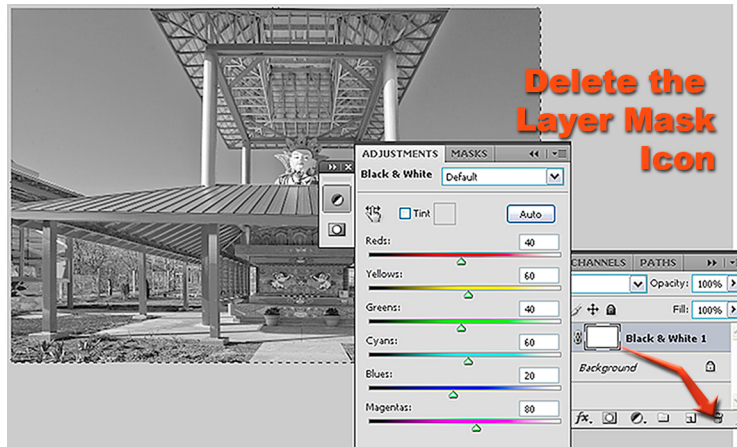 Delete the
Layer Mask
Icon
ADJUSTMENTS MASKS
Black & White Default
Tint Auto
Reds: 40
Yellows: 60
Greens: 40
Cyans: 60
Blues: 20
Magentas: 80
CHANNELS PATHS
Opacity: 100%
Fill: 100%
Black & White 1
Background
fx.